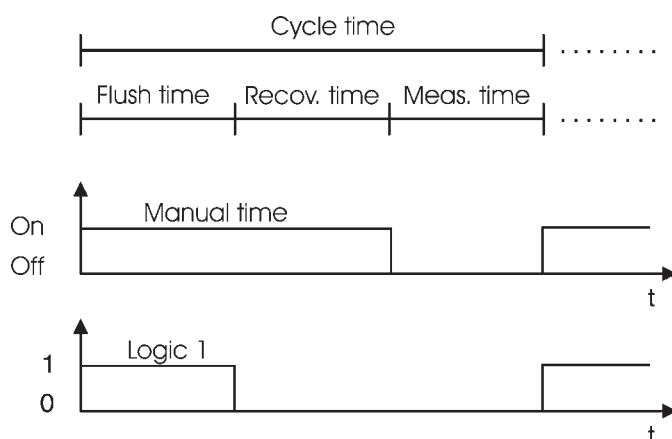 Cycle time
Flush time Recov. time Meas. time
Manual time
On
Off
t
Logic 1
1
0
t